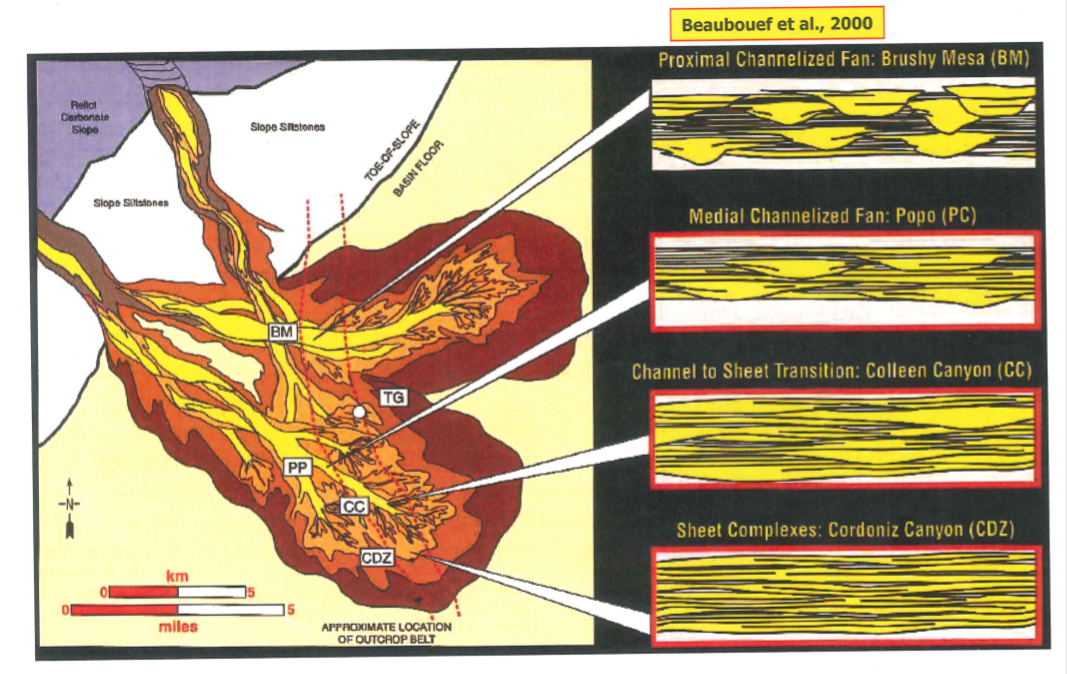 Beaubouef et al., 2000
Proximal Channelized Fan: Brushy Mesa (BM)
Relict
Carbonate
Slope
Slope Siltstones
TOE-OF-SLOPE
BASIN FLOOR
Slope Siltstones
Medial Channelized Fan: Popo (PC)
BM
Channel to Sheet Transition: Colleen Canyon (CC)
TG
PP
CC
N
Sheet Complexes: Cordoniz Canyon (CDZ)
CDZ
km
0 5
0 5
miles
APPROXIMATE LOCATION
OF OUTCROP BELT